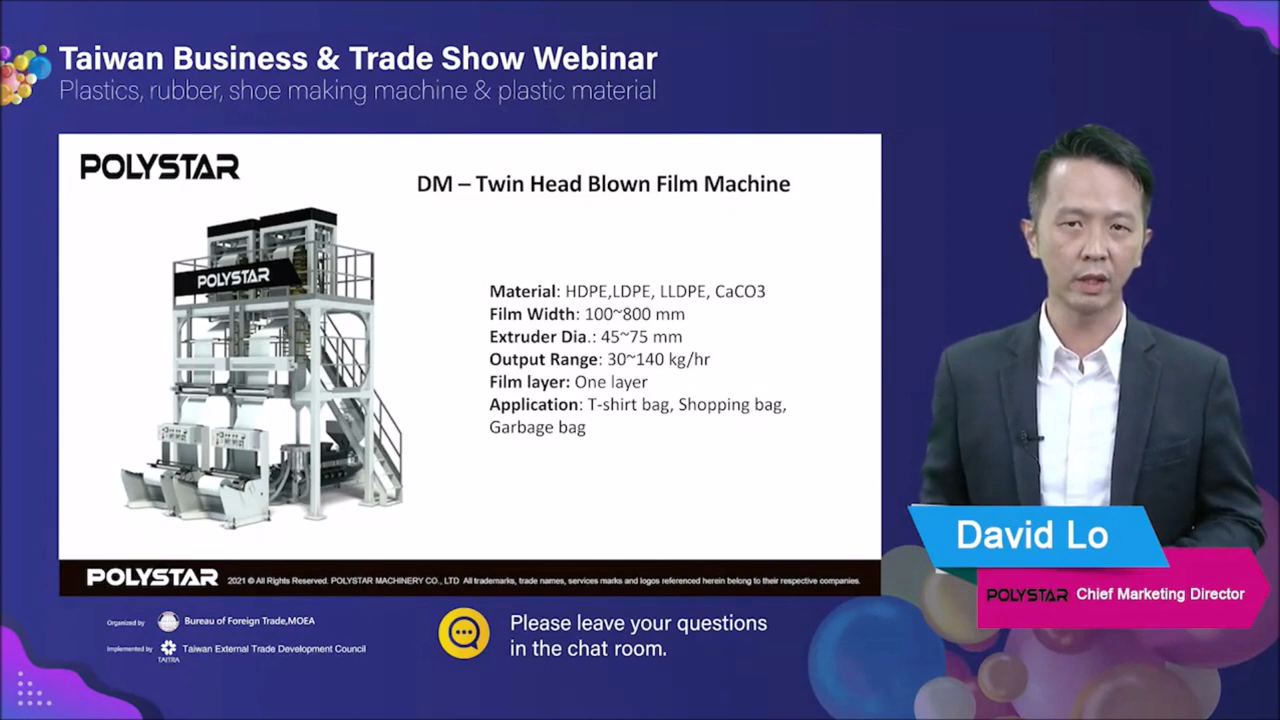 Taiwan Business & Trade Show Webinar
Plastics, rubber, shoe making machine & plastic material
POLYSTAR
DM – Twin Head Blown Film Machine
POLYSTAR
Material: HDPE,LDPE, LLDPE, CaCO3
Film Width: 100~800 mm
Extruder Dia.: 45~75 mm
Output Range: 30~140 kg/hr
Film layer: One layer
Application: T-shirt bag, Shopping bag,
Garbage bag
David Lo
POLYSTAR Chief Marketing Director
POLYSTAR 2021 © All Rights Reserved. POLYSTAR MACHINERY CO., LTD All trademarks, trade names, services marks and logos referenced herein belong to their respective companies.
Organized by Bureau of Foreign Trade,MOEA
Implemented by TAITRA Taiwan External Trade Development Council
Please leave your questions
in the chat room.